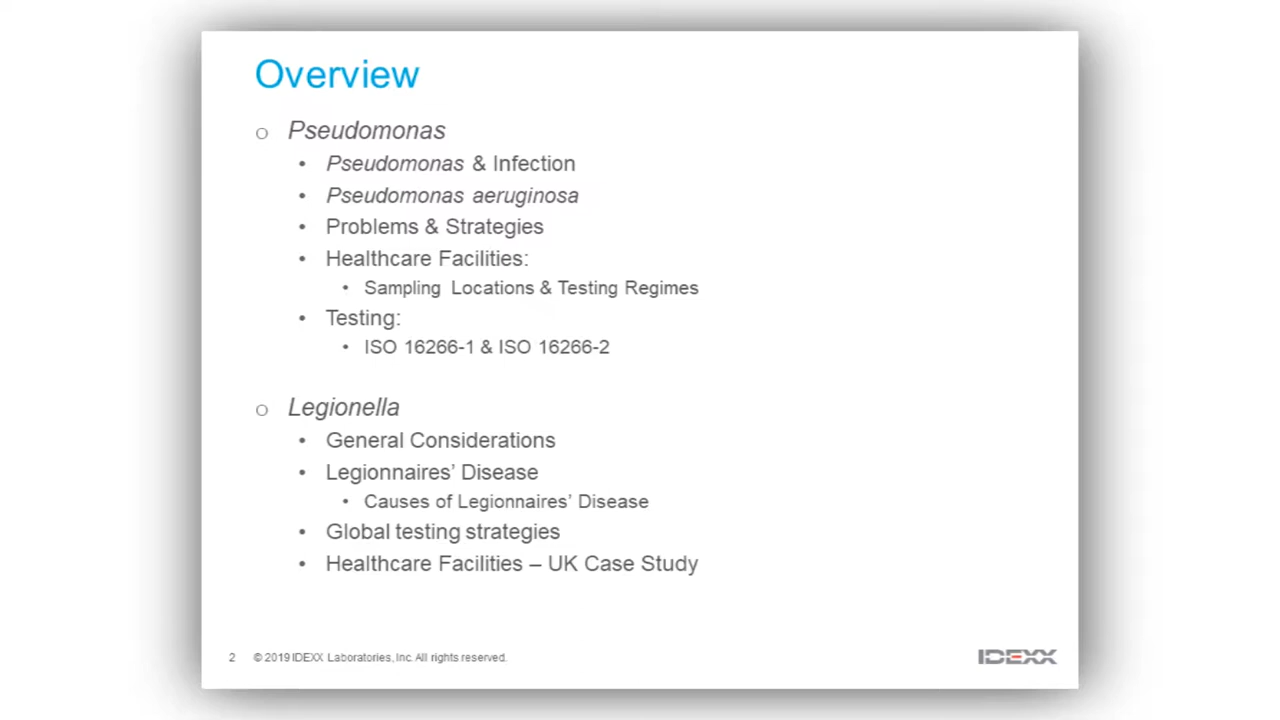 Overview
o Pseudomonas
• Pseudomonas & Infection
• Pseudomonas aeruginosa
• Problems & Strategies
• Healthcare Facilities:
• Sampling Locations & Testing Regimes
• Testing:
• ISO 16266-1 & ISO 16266-2
o Legionella
• General Considerations
• Legionnaires’ Disease
• Causes of Legionnaires’ Disease
• Global testing strategies
• Healthcare Facilities – UK Case Study
2 © 2019 IDEXX Laboratories, Inc. All rights reserved.
IDEXX